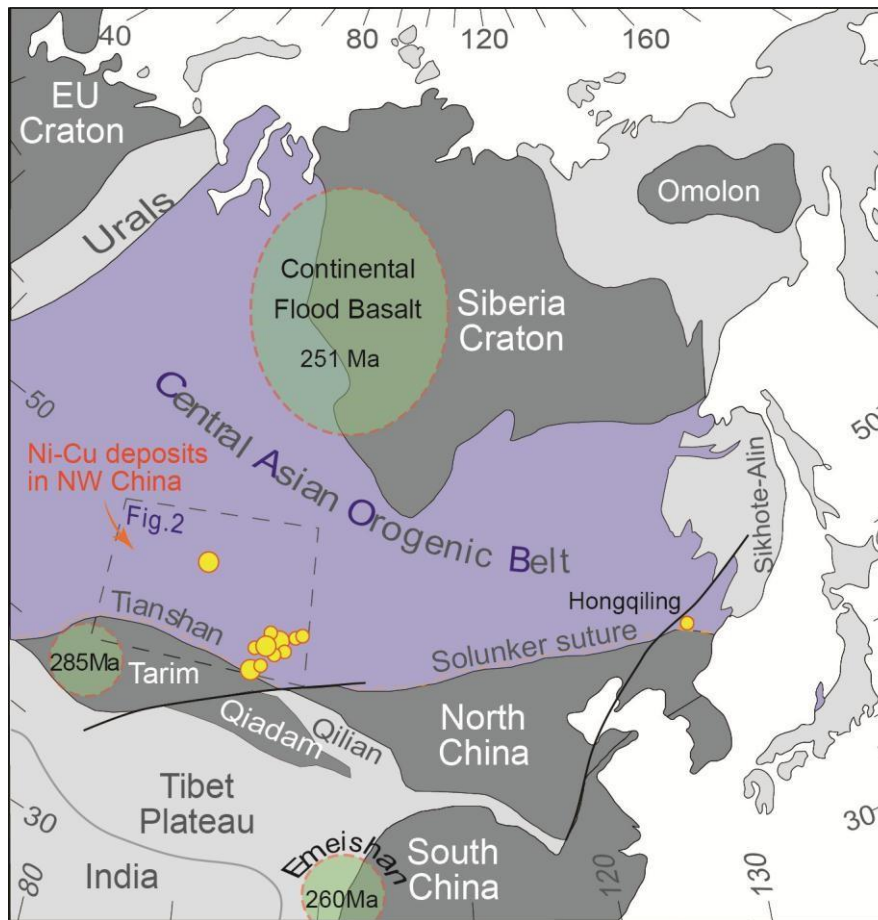 40
80
120
160
EU
Craton
Urals
Omolon
Continental
Flood Basalt
251 Ma
Siberia
Craton
50
50
Central Asian Orogenic Belt
Ni-Cu deposits
in NW China
Fig.2
Sikhote-Alin
Hongqiling
Tianshan
Solunker suture
285Ma
Tarim
Qiadam
Qilian
North
China
Tibet
Plateau
30
30
India
Emeishan
260Ma
South
China
80
120
130